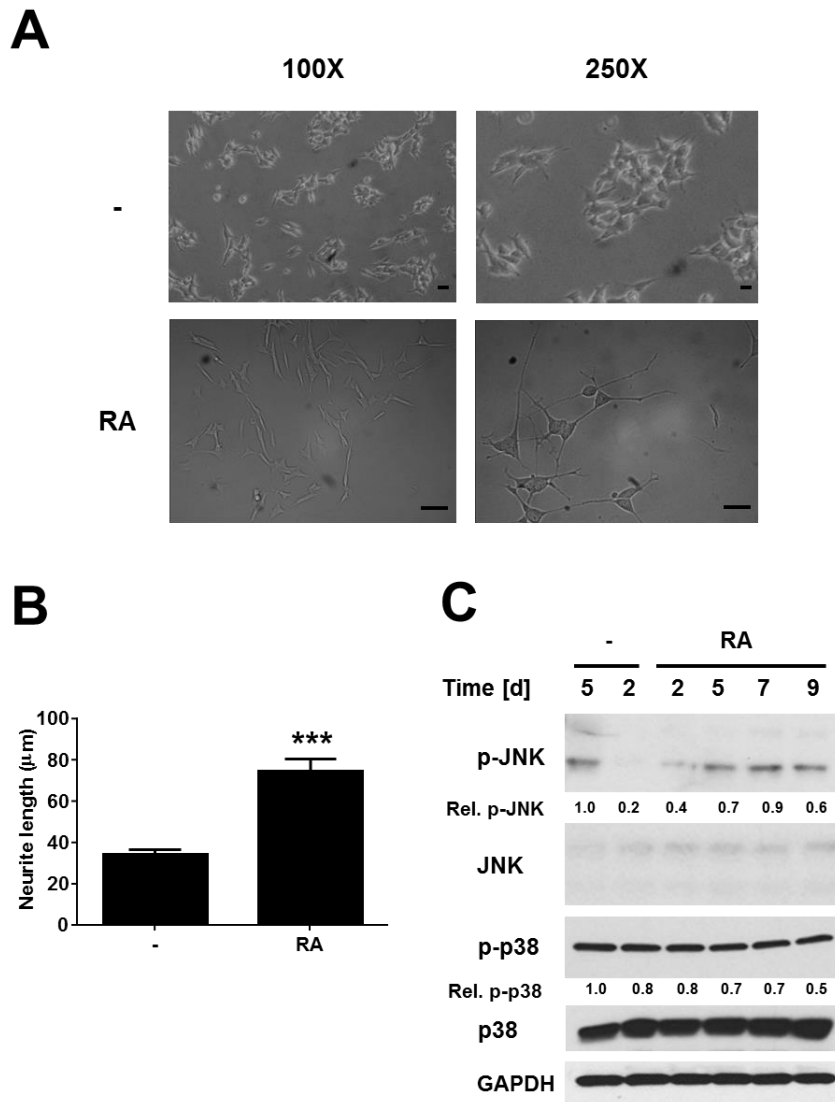 A
100X 250X
-
RA
B
Neurite length (μm)
100
80
60
40
20
0
***
- RA
C
- RA
Time [d] 5 2 2 5 7 9
p-JNK
Rel. p-JNK 1.0 0.2 0.4 0.7 0.9 0.6
JNK
p-p38
Rel. p-p38 1.0 0.8 0.8 0.7 0.7 0.5
p38
GAPDH